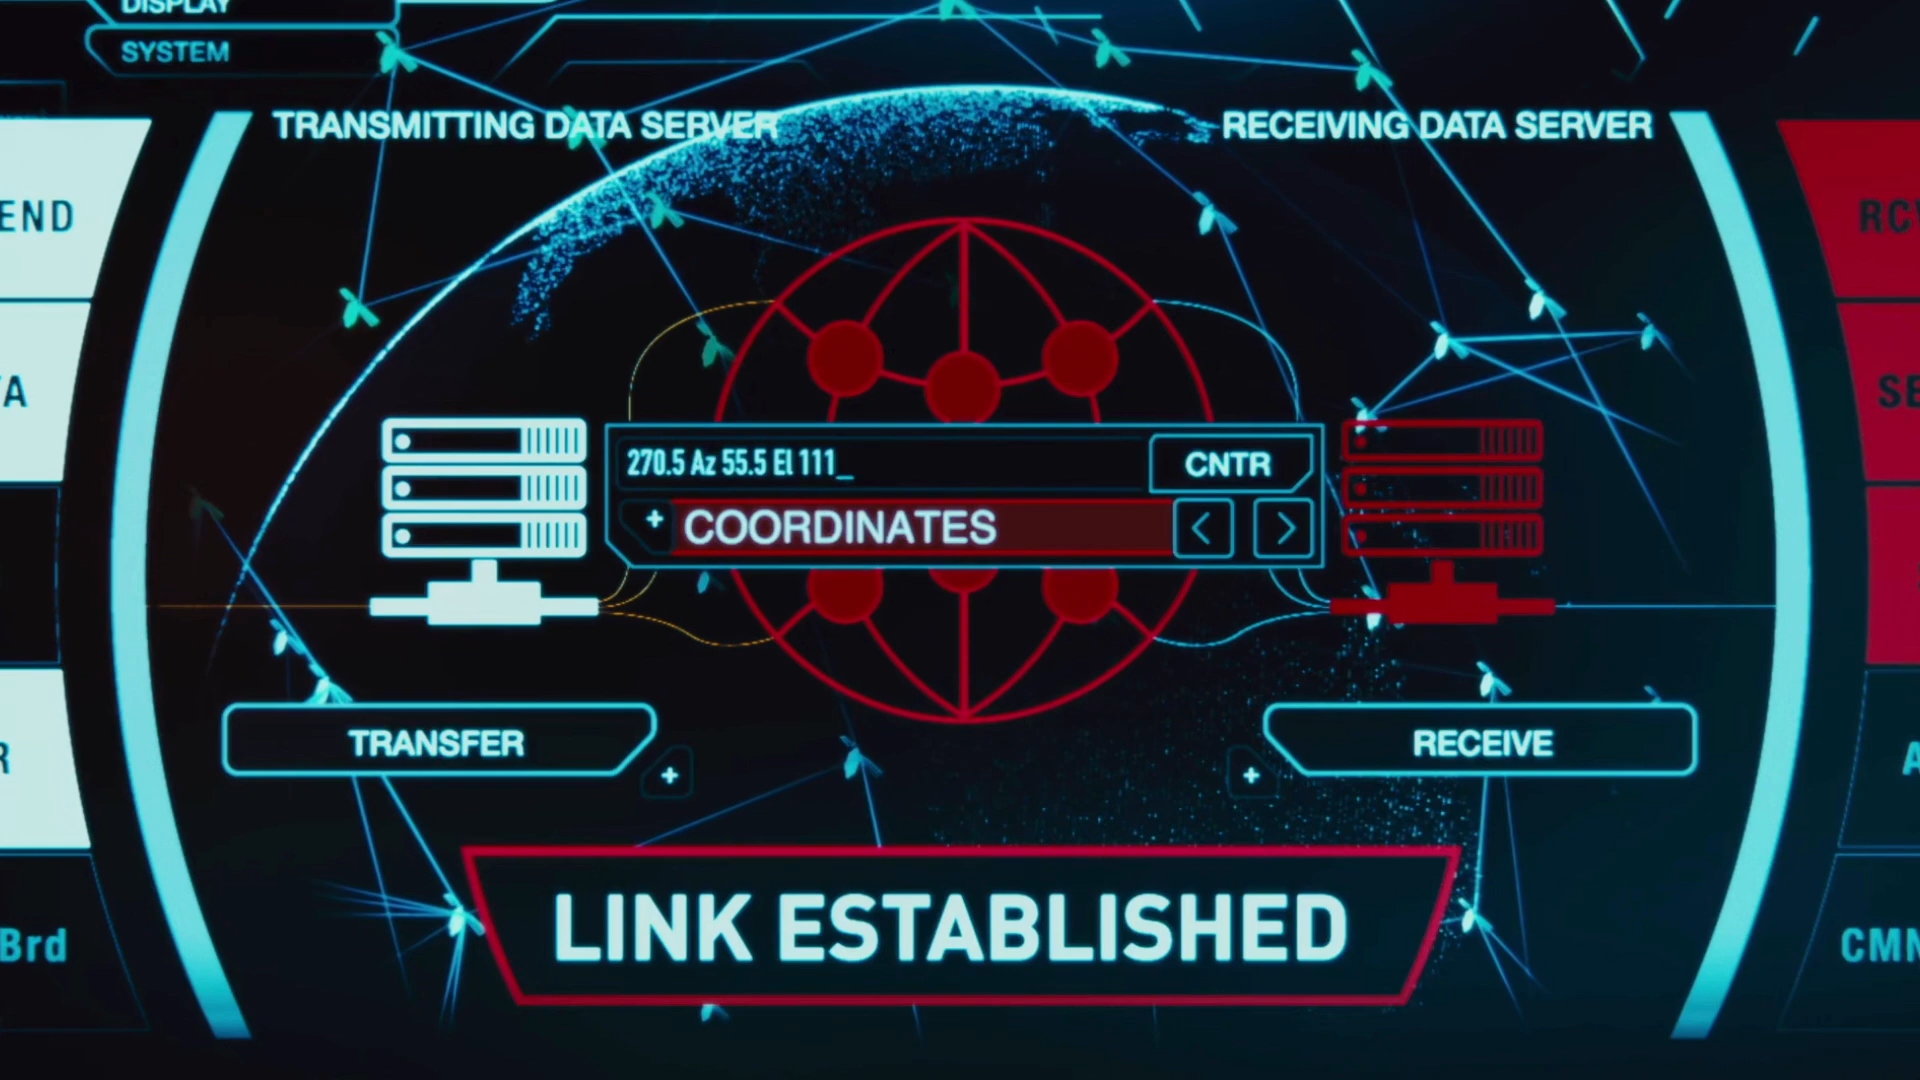 DISPLAY
SYSTEM
TRANSMITTING DATA SERVER
RECEIVING DATA SERVER
END
A
270.5 Az 55.5 El 111_
CNTR
+ COORDINATES < >
TRANSFER
RECEIVE
+
+
R
A
LINK ESTABLISHED
Brd